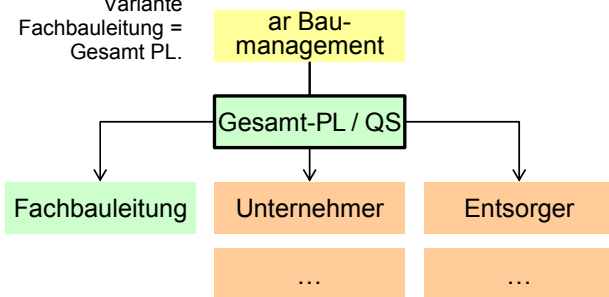 Variante
Fachbauleitung =
Gesamt PL.
ar Bau-
management
Gesamt-PL / QS
Fachbauleitung
Unternehmer
Entsorger
…
…